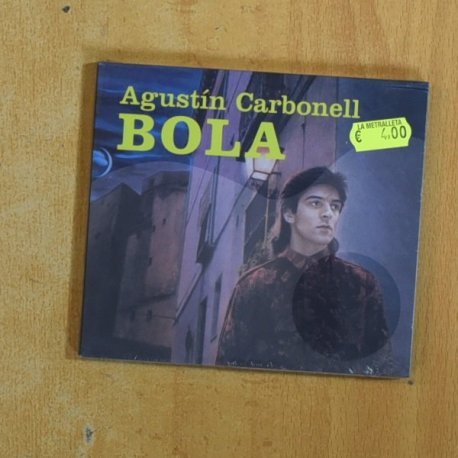 Agustín Carbonell
BOLA
LA METRALLETA
€ 4,00